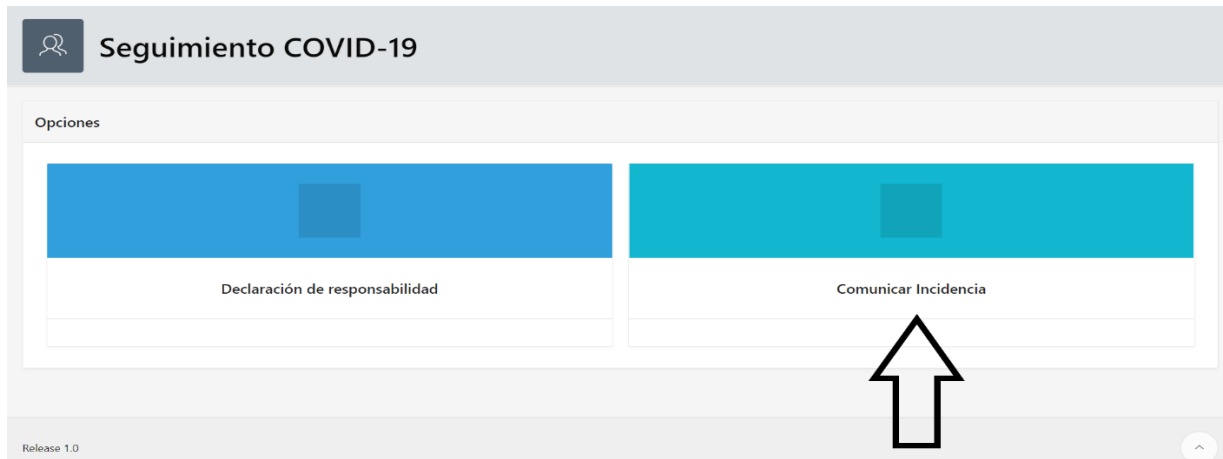 Seguimiento COVID-19
Opciones
Declaración de responsabilidad
Comunicar Incidencia
Release 1.0